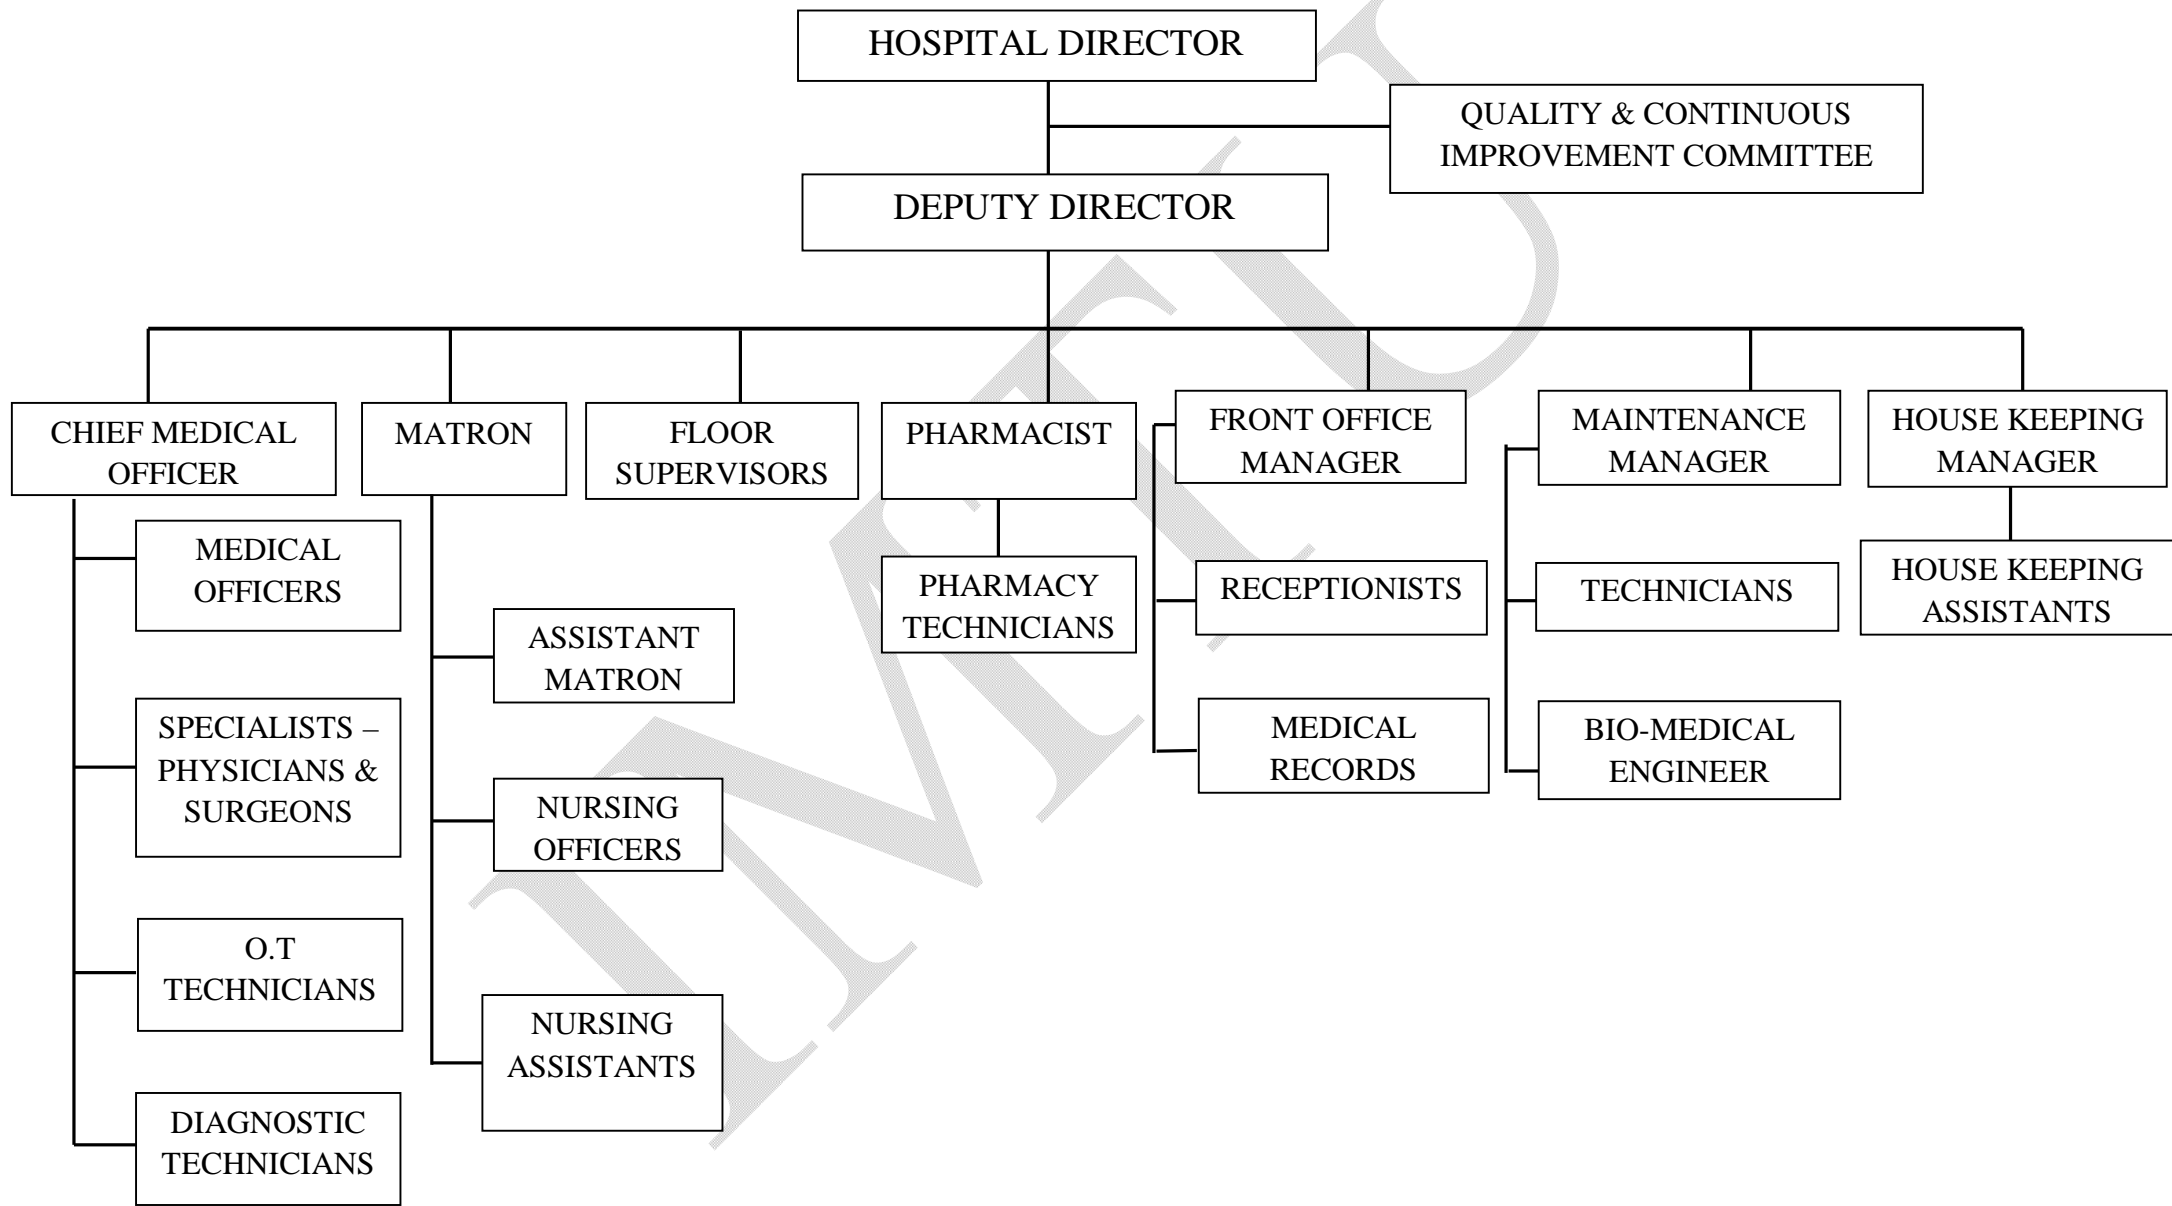 HOSPITAL DIRECTOR
QUALITY & CONTINUOUS
IMPROVEMENT COMMITTEE
DEPUTY DIRECTOR
CHIEF MEDICAL
OFFICER
MATRON
FLOOR
SUPERVISORS
PHARMACIST
FRONT OFFICE
MANAGER
MAINTENANCE
MANAGER
HOUSE KEEPING
MANAGER
MEDICAL
OFFICERS
SPECIALISTS –
PHYSICIANS &
SURGEONS
O.T
TECHNICIANS
DIAGNOSTIC
TECHNICIANS
ASSISTANT
MATRON
NURSING
OFFICERS
NURSING
ASSISTANTS
PHARMACY
TECHNICIANS
RECEPTIONISTS
MEDICAL
RECORDS
TECHNICIANS
BIO-MEDICAL
ENGINEER
HOUSE KEEPING
ASSISTANTS
IMTU